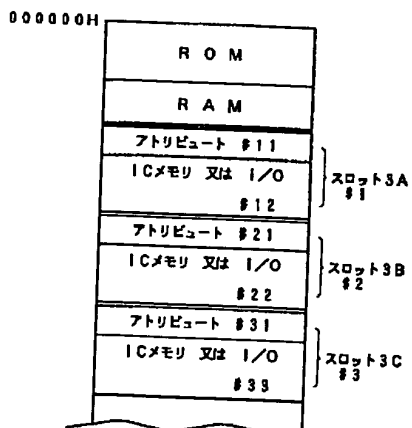 000000H
ROM
RAM
アトリビュート #11
ICメモリ 又は I/O
#12
スロット3A
#1
アトリビュート #21
ICメモリ 又は I/O
#22
スロット3B
#2
アトリビュート #31
ICメモリ 又は I/O
#33
スロット3C
#3